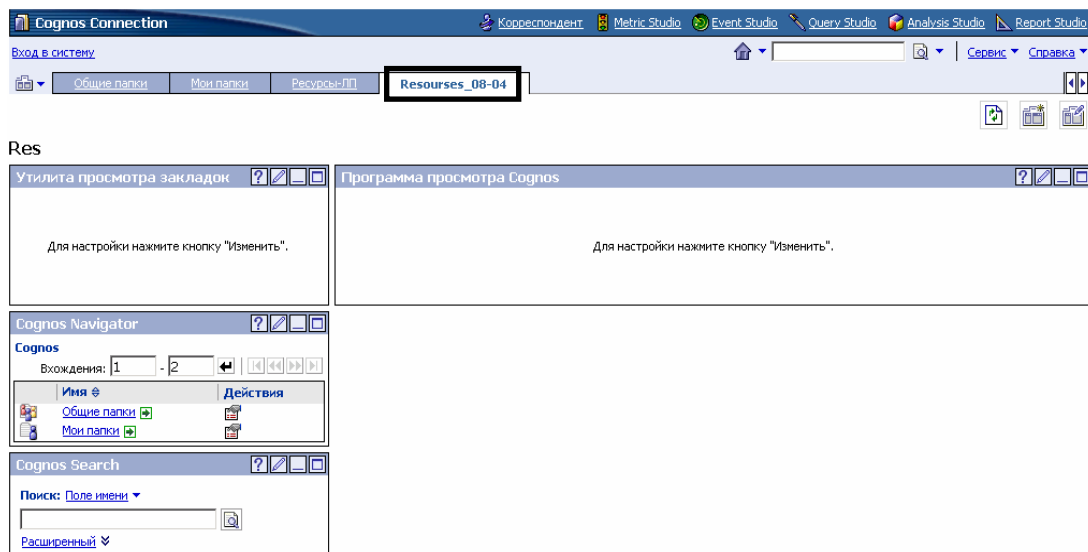 Cognos Connection Корреспондент Metric Studio Event Studio Query Studio Analysis Studio Report Studio
Вход в систему Сервис Справка
Общие папки Мои папки Ресурсы-ЛП Resourses_08-04
Res
Утилита просмотра закладок Программа просмотра Cognos
Для настройки нажмите кнопку "Изменить". Для настройки нажмите кнопку "Изменить".
Cognos Navigator
Cognos
Вхождения: 1 - 2
Имя Действия
Общие папки
Мои папки
Cognos Search
Поиск: Поле имени
Расширенный